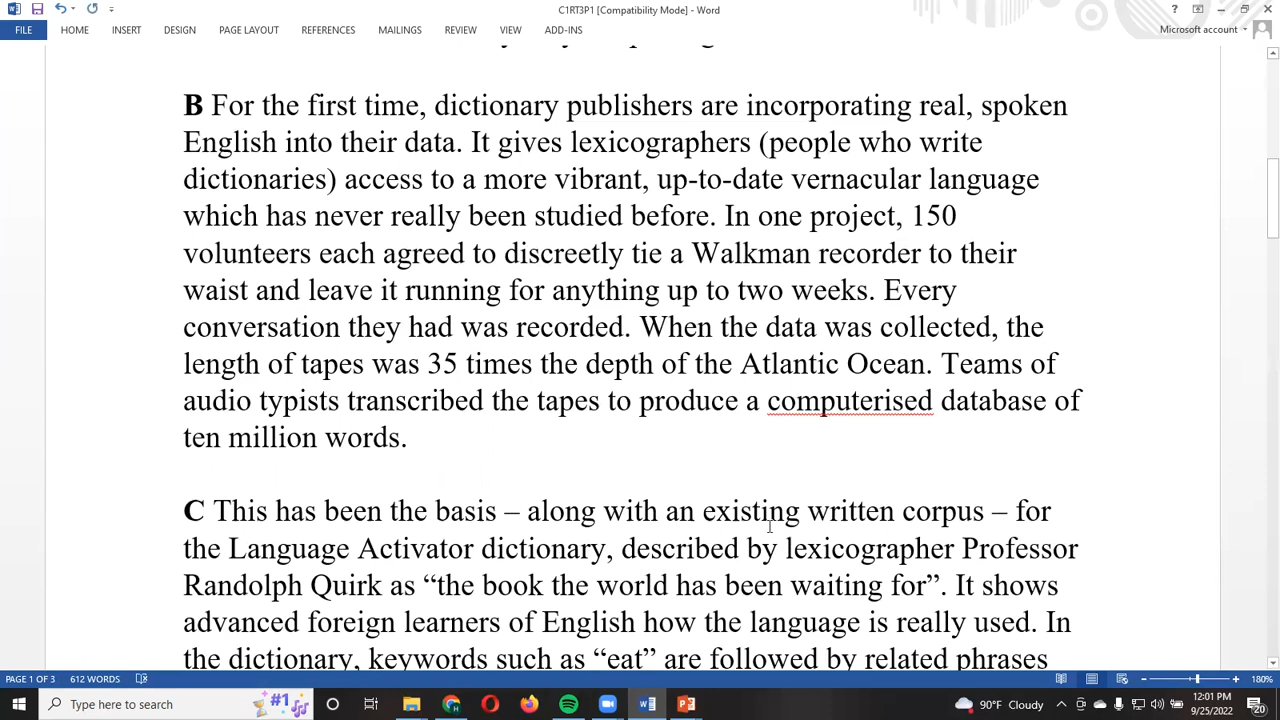 C1RT3P1 [Compatibility Mode] - Word
FILE HOME INSERT DESIGN PAGE LAYOUT REFERENCES MAILINGS REVIEW VIEW ADD-INS Microsoft account
B For the first time, dictionary publishers are incorporating real, spoken
English into their data. It gives lexicographers (people who write
dictionaries) access to a more vibrant, up-to-date vernacular language
which has never really been studied before. In one project, 150
volunteers each agreed to discreetly tie a Walkman recorder to their
waist and leave it running for anything up to two weeks. Every
conversation they had was recorded. When the data was collected, the
length of tapes was 35 times the depth of the Atlantic Ocean. Teams of
audio typists transcribed the tapes to produce a computerised database of
ten million words.
C This has been the basis – along with an existing written corpus – for
the Language Activator dictionary, described by lexicographer Professor
Randolph Quirk as “the book the world has been waiting for”. It shows
advanced foreign learners of English how the language is really used. In
the dictionary, keywords such as “eat” are followed by related phrases
PAGE 1 OF 3 612 WORDS 180%
Type here to search #1 90°F Cloudy 12:01 PM
9/25/2022 20